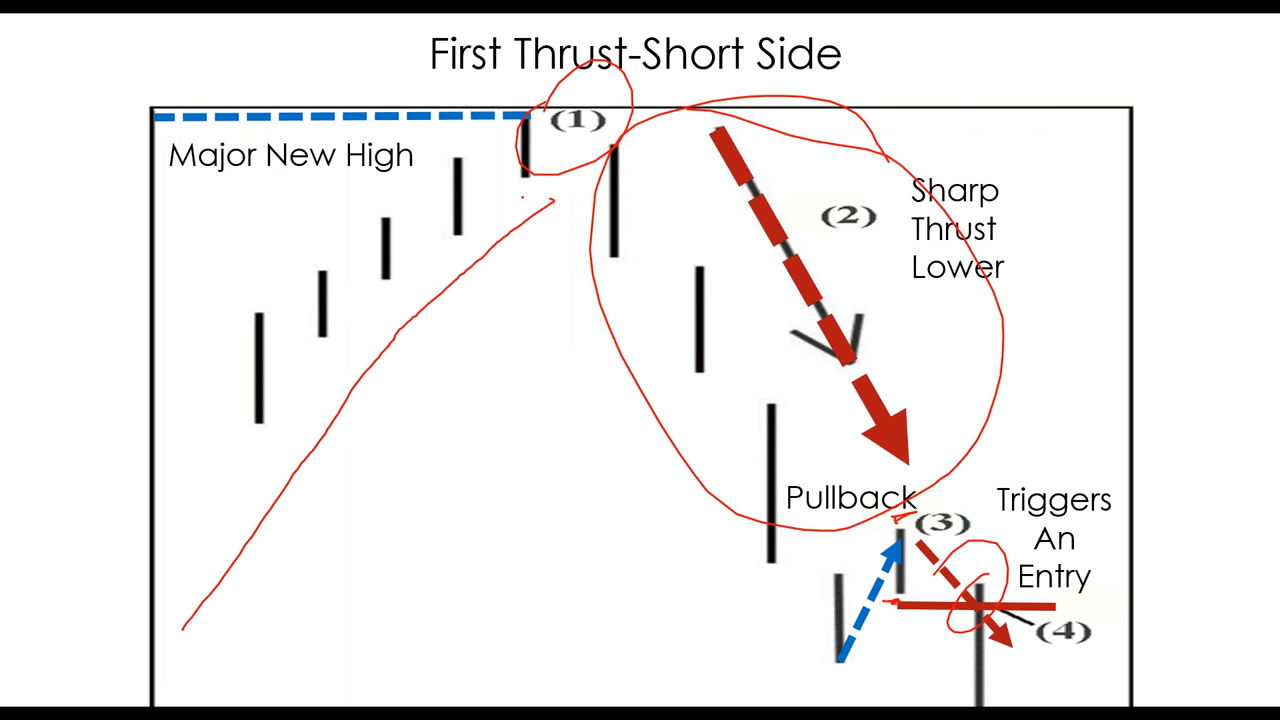 First Thrust-Short Side
Major New High
(1)
(2)
Sharp
Thrust
Lower
Pullback
(3)
Triggers
An
Entry
(4)